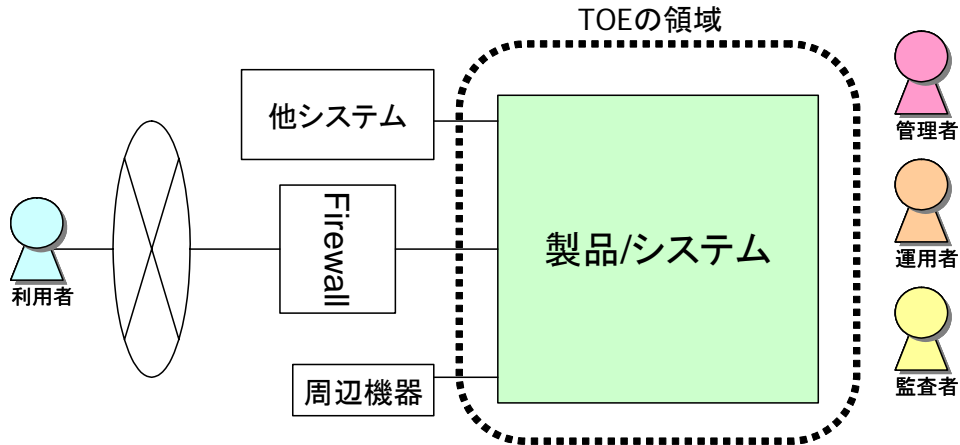 TOEの領域
他システム
管理者
Firewall
製品/システム
利用者
運用者
周辺機器
監査者